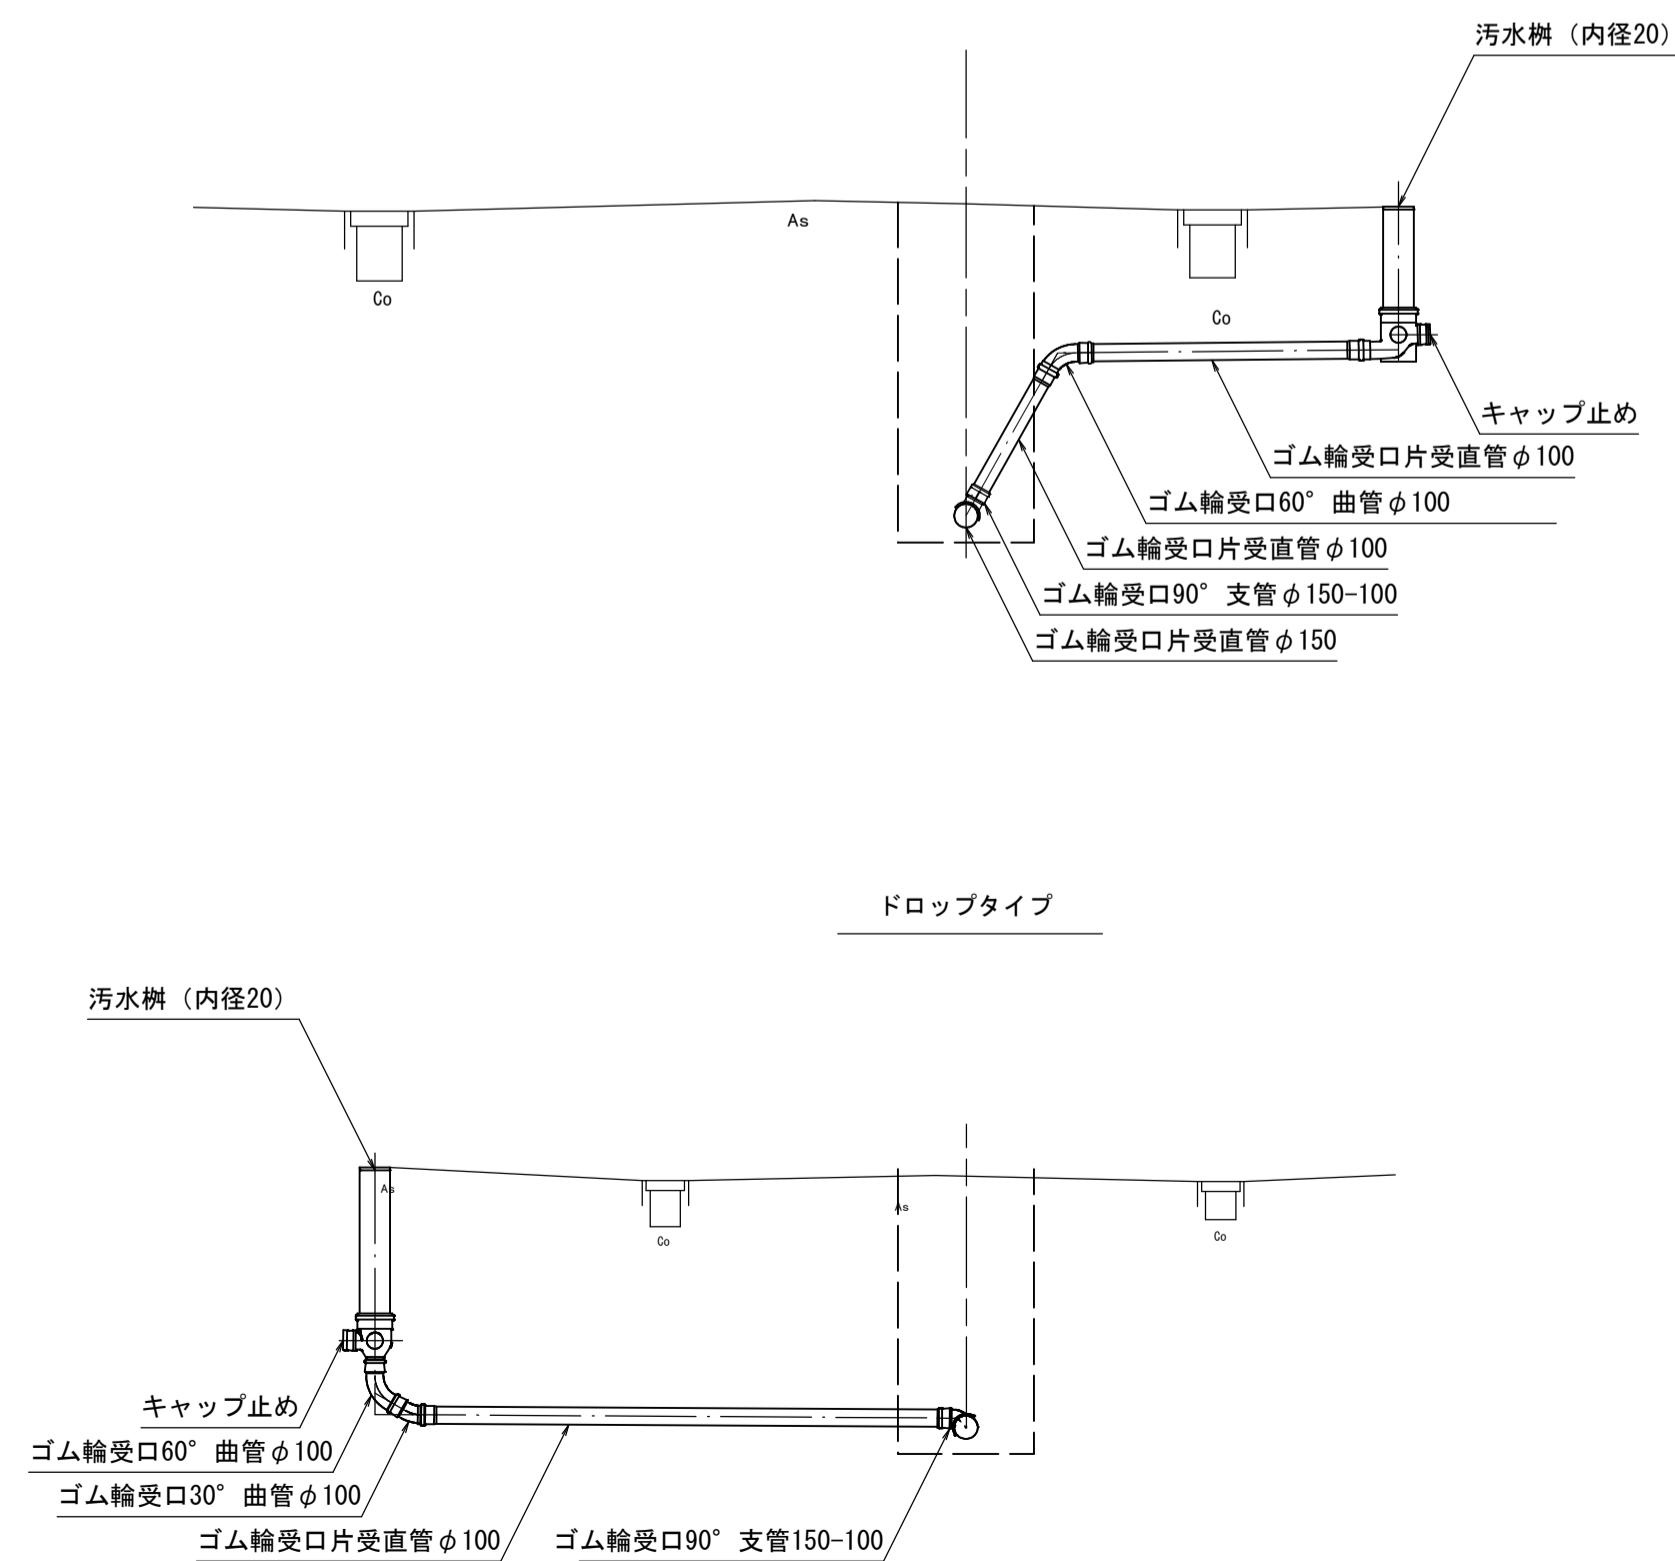 汚水桝（内径20）
As
Co
Co
キャップ止め
ゴム輪受口片受直管φ100
ゴム輪受口60°曲管φ100
ゴム輪受口片受直管φ100
ゴム輪受口90°支管φ150-100
ゴム輪受口片受直管φ150
ドロップタイプ
汚水桝（内径20）
As
As
Co
Co
キャップ止め
ゴム輪受口60°曲管φ100
ゴム輪受口30°曲管φ100
ゴム輪受口片受直管φ100
ゴム輪受口90°支管150-100